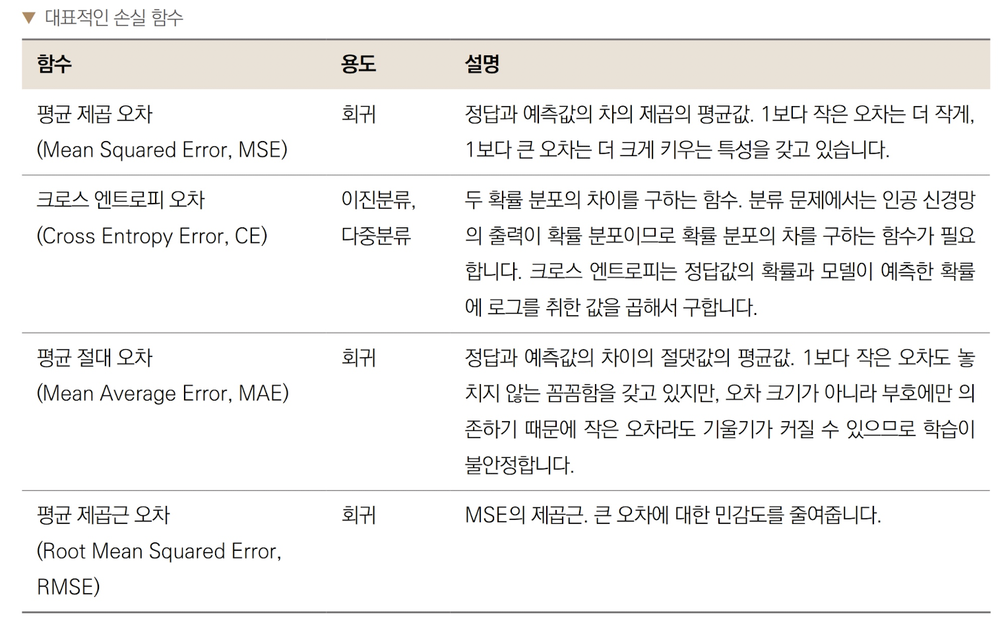 ▼ 대표적인 손실 함수
함수 용도 설명
평균 제곱 오차 회귀 정답과 예측값의 차의 제곱의 평균값. 1보다 작은 오차는 더 작게,
(Mean Squared Error, MSE) 1보다 큰 오차는 더 크게 키우는 특성을 갖고 있습니다.
크로스 엔트로피 오차 이진분류, 두 확률 분포의 차이를 구하는 함수. 분류 문제에서는 인공 신경망
(Cross Entropy Error, CE) 다중분류 의 출력이 확률 분포이므로 확률 분포의 차를 구하는 함수가 필요
합니다. 크로스 엔트로피는 정답값의 확률과 모델이 예측한 확률
에 로그를 취한 값을 곱해서 구합니다.
평균 절대 오차 회귀 정답과 예측값의 차이의 절댓값의 평균값. 1보다 작은 오차도 놓
(Mean Average Error, MAE) 치지 않는 꼼꼼함을 갖고 있지만, 오차 크기가 아니라 부호에만 의
존하기 때문에 작은 오차라도 기울기가 커질 수 있으므로 학습이
불안정합니다.
평균 제곱근 오차 회귀 MSE의 제곱근. 큰 오차에 대한 민감도를 줄여줍니다.
(Root Mean Squared Error,
RMSE)